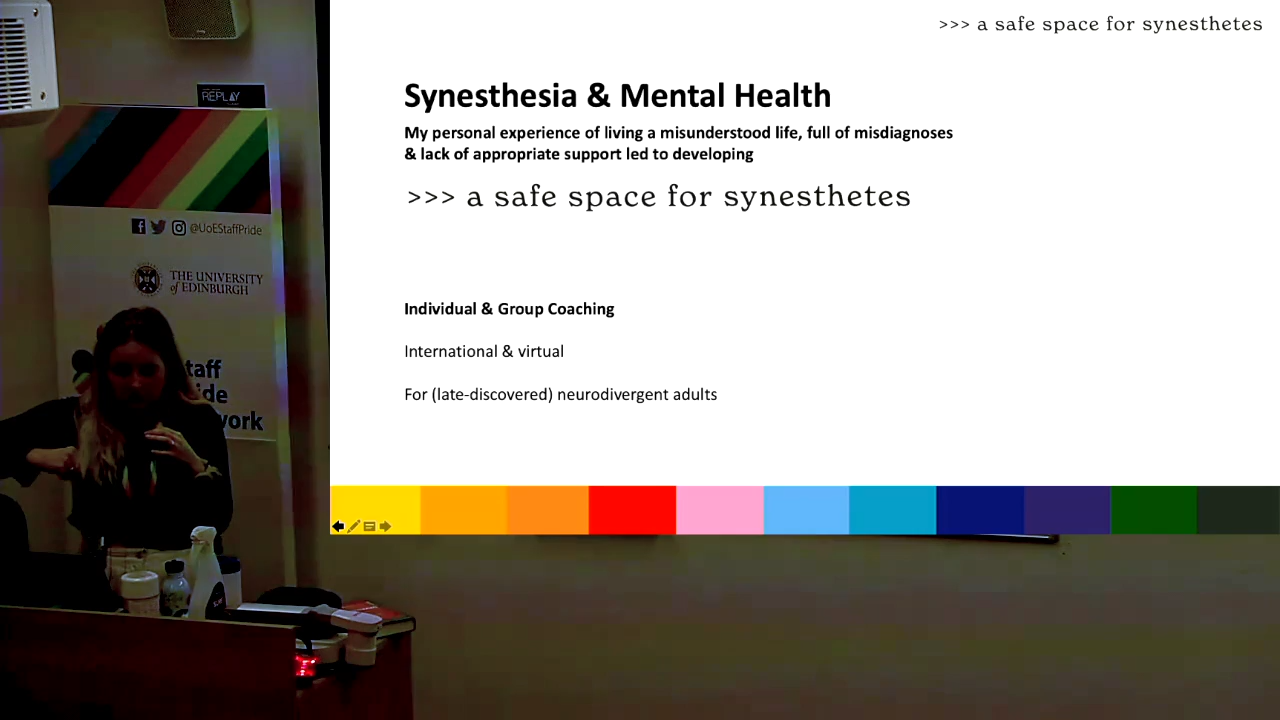 >>> a safe space for synesthetes
Synesthesia & Mental Health
My personal experience of living a misunderstood life, full of misdiagnoses
& lack of appropriate support led to developing
>>> a safe space for synesthetes
Individual & Group Coaching
International & virtual
For (late-discovered) neurodivergent adults
REPLAY
@UoEStaffPride
THE UNIVERSITY
of EDINBURGH
taff
ide
work